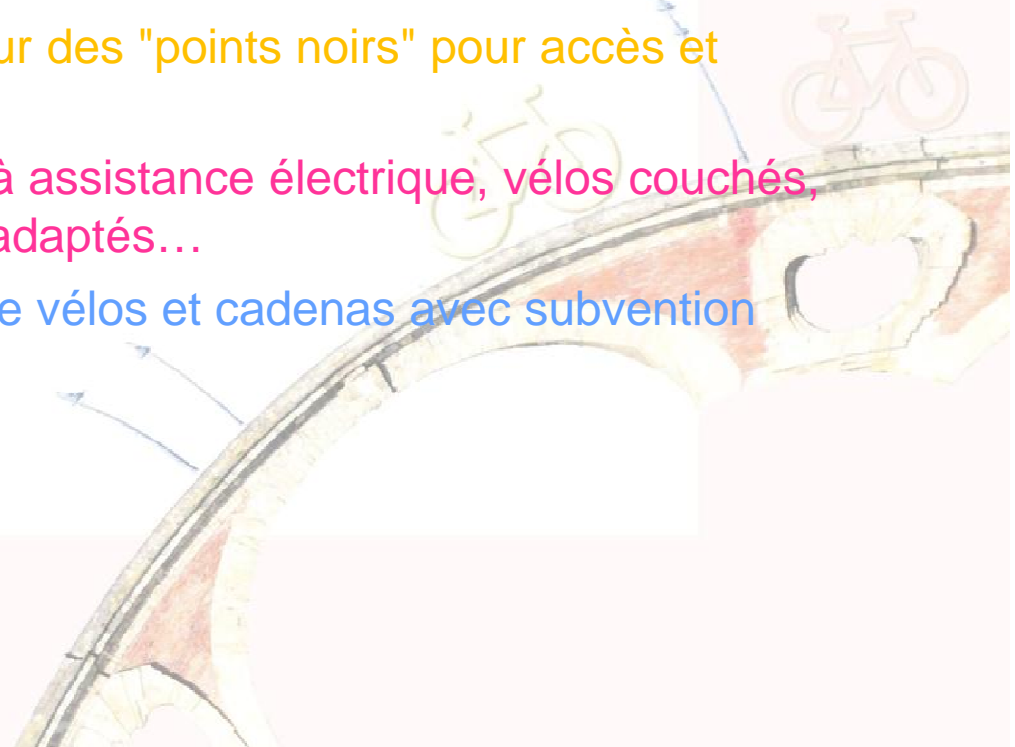 ur des "points noirs" pour accès et
à assistance électrique, vélos couchés,
adaptés…
e vélos et cadenas avec subvention